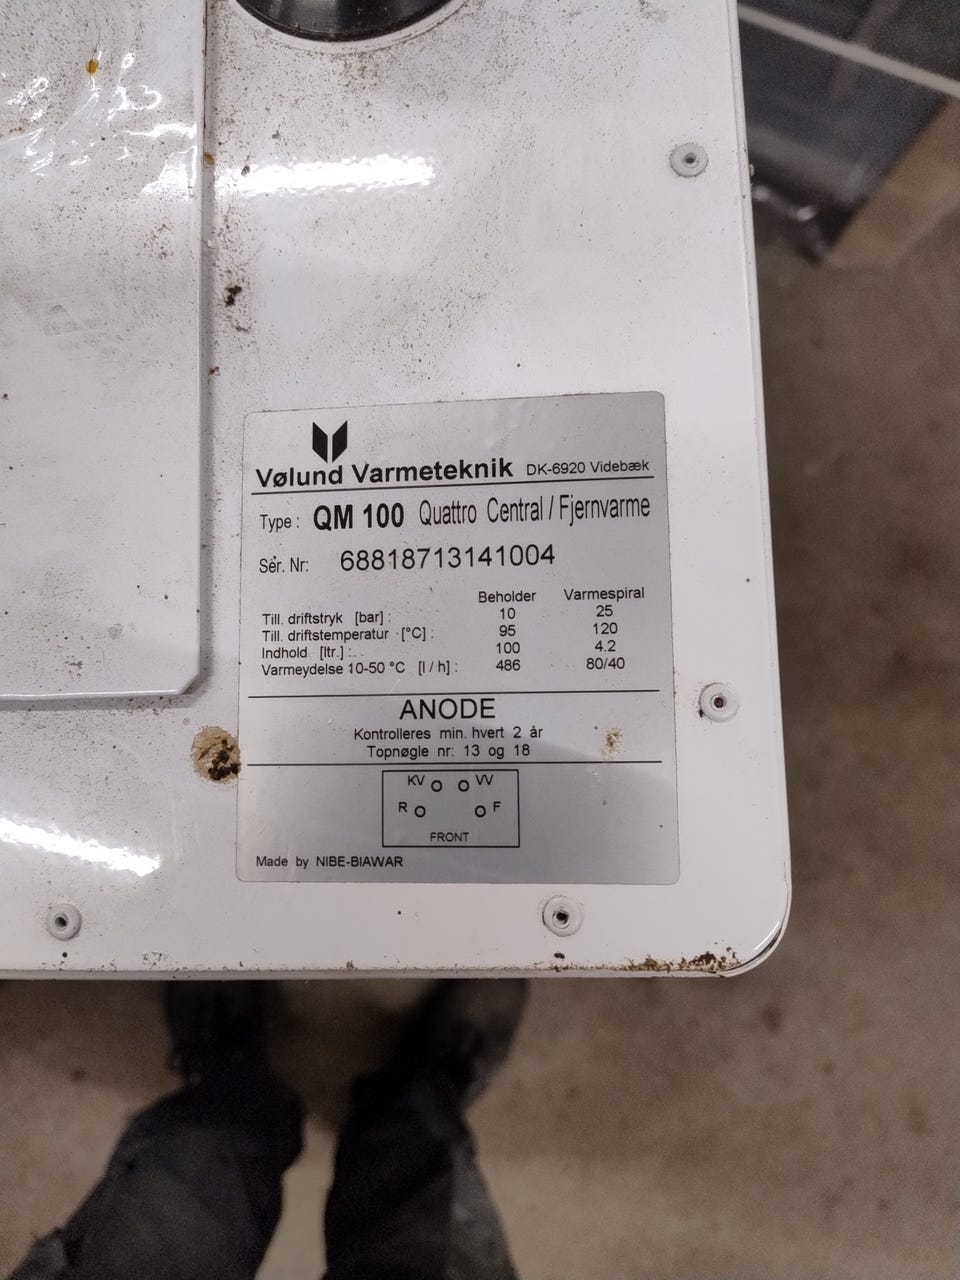 Vølund Varmeteknik DK-6920 Videbæk
Type : QM 100 Quattro Central / Fjernvarme
Ser. Nr: 68818713141004
Beholder Varmespiral
Till. driftstryk [bar] : 10 25
Till. driftstemperatur [°C] : 95 120
Indhold [ltr.] : 100 4.2
Varmeydelse 10-50 °C [l / h] : 486 80/40
ANODE
Kontrolleres min. hvert 2 år
Topnøgle nr: 13 og 18
KV VV
R F
FRONT
Made by NIBE-BIAWAR